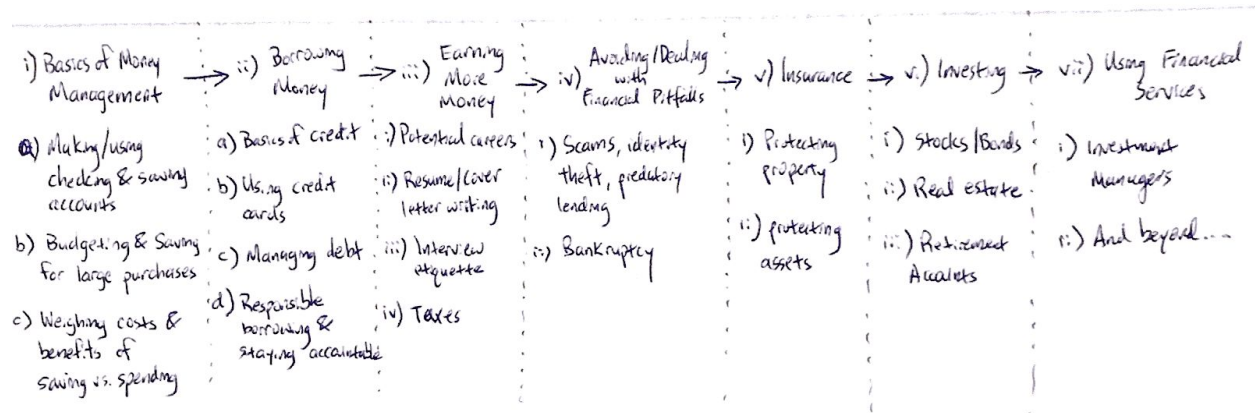 i) Basics of Money
Management
a) Making/using
checking & saving
accounts
b) Budgeting & Saving
for large purchases
c) Weighing costs &
benefits of
saving vs. spending
ii) Borrowing
Money
a) Basics of credit
b) Using credit
cards
c) Managing debt
d) Responsible
borrowing &
staying accountable
iii) Earning
More
Money
i) Potential careers
ii) Resume/Cover
letter writing
iii) Interview
etiquette
iv) Taxes
iv) Avoiding/Dealing
with
Financial Pitfalls
i) Scams, identity
theft, predatory
lending
ii) Bankruptcy
v) Insurance
i) Protecting
property
ii) protecting
assets
vi) Investing
i) Stocks/Bonds
ii) Real estate
iii) Retirement
Accounts
vii) Using Financial
Services
i) Investment
Managers
ii) And beyond....